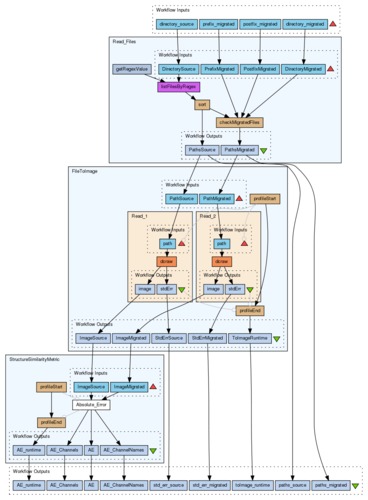 Workflow Inputs
directory_source prefix_migrated postfix_migrated directory_migrated
Read_Files
Workflow Inputs
getRegexValue DirectorySource PrefixMigrated PostfixMigrated DirectoryMigrated
listFilesByRegex
sort
checkMigratedFiles
Workflow Outputs
PathsSource PathsMigrated
FileToImage
Workflow Inputs
PathSource PathMigrated profileStart
Read_1 Read_2
Workflow Inputs Workflow Inputs
path path
dcraw dcraw
Workflow Outputs Workflow Outputs
image stdErr image stdErr
profileEnd
Workflow Outputs
ImageSource ImageMigrated StdErrSource StdErrMigrated ToImageRuntime
StructureSimilarityMetric
Workflow Inputs
profileStart ImageSource ImageMigrated
Absolute_Error
profileEnd
Workflow Outputs
AE_runtime AE_Channels AE AE_ChannelNames
Workflow Outputs
AE_runtime AE_Channels AE AE_ChannelNames std_err_source std_err_migrated toImage_runtime paths_source paths_migrated